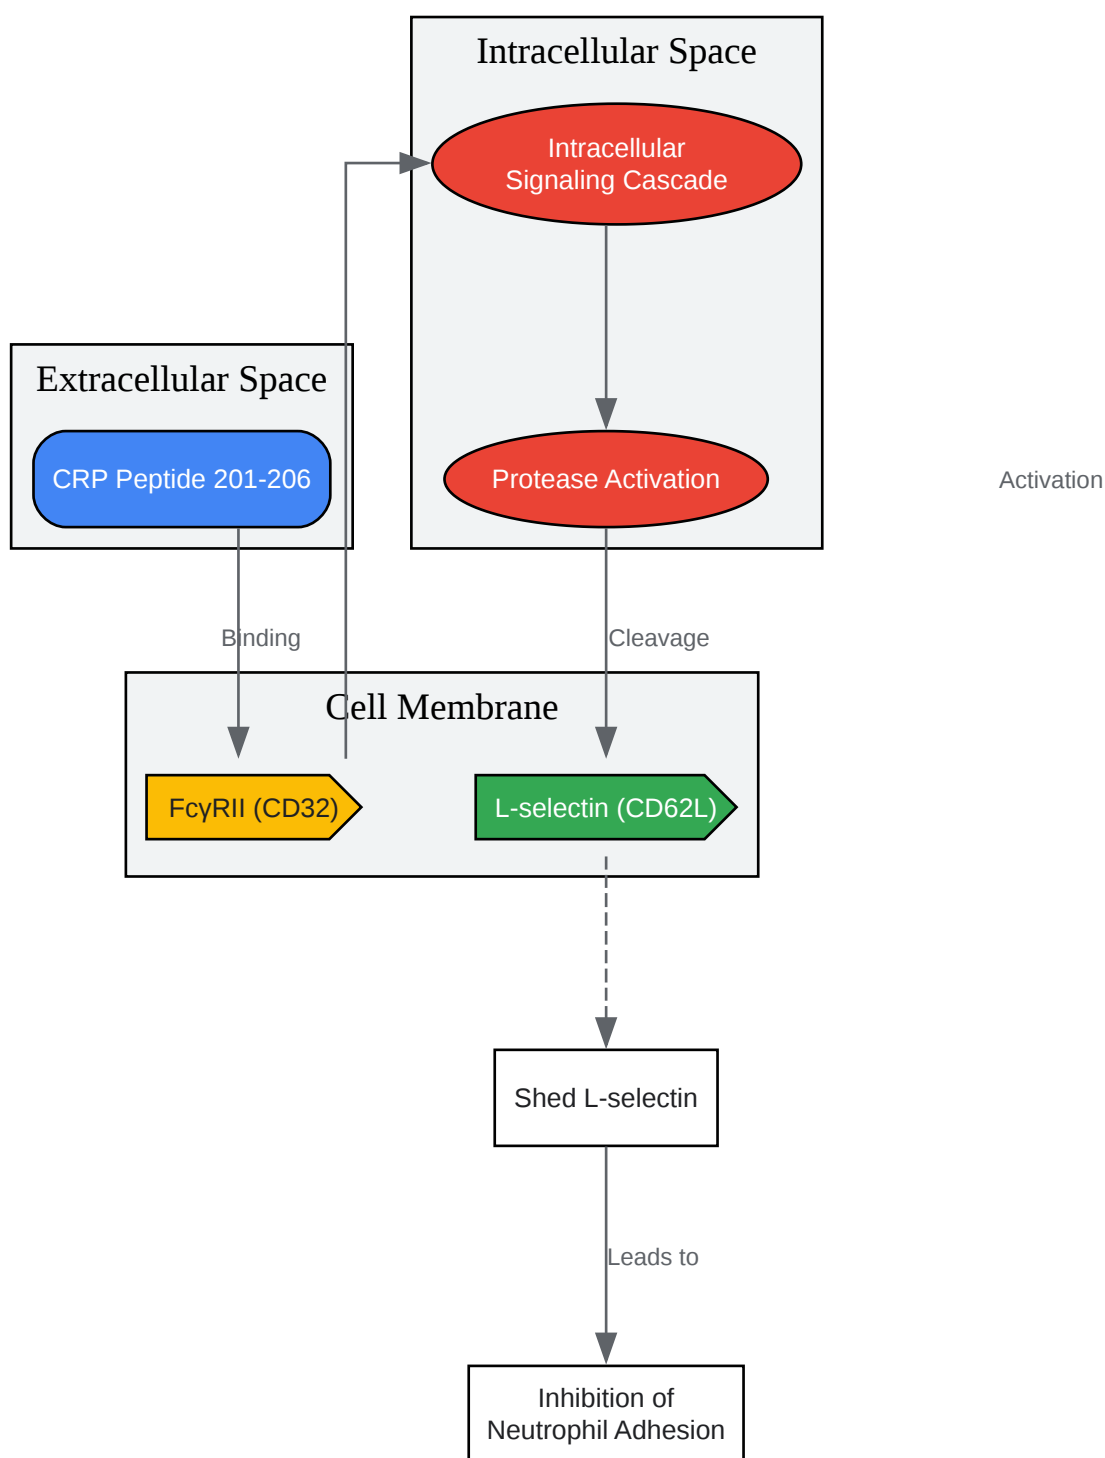 Intracellular Space
Intracellular
Signaling Cascade
Extracellular Space
CRP Peptide 201-206
Protease Activation
Activation
Binding
Cleavage
Cell Membrane
FcγRII (CD32)
L-selectin (CD62L)
Shed L-selectin
Leads to
Inhibition of
Neutrophil Adhesion